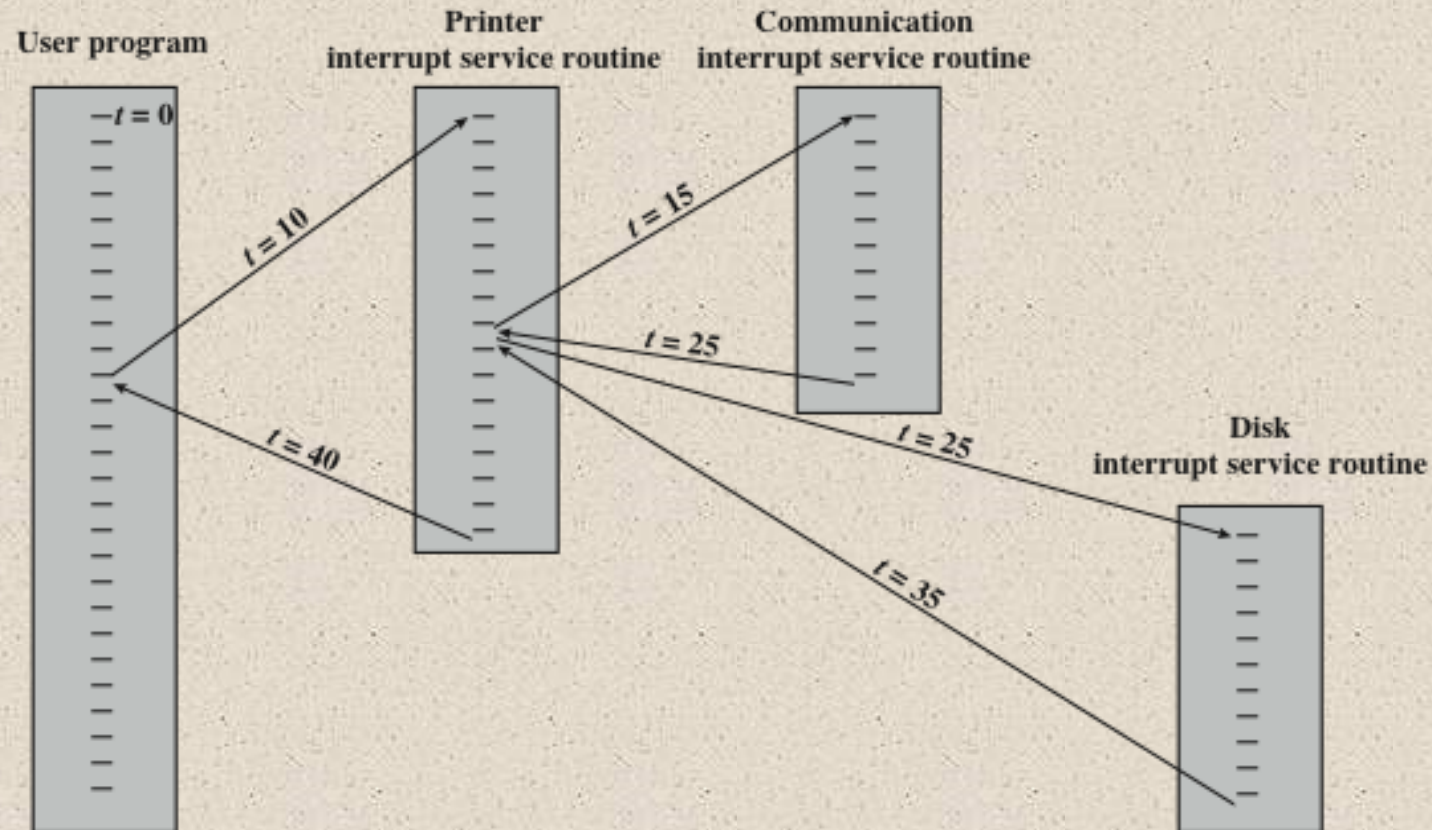 User program
Printer
interrupt service routine
Communication
interrupt service routine
t = 0
t = 10
t = 15
t = 25
t = 40
t = 25
Disk
interrupt service routine
t = 35